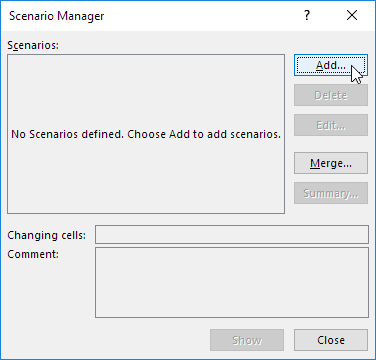 Scenario Manager
?
Scenarios:
Add...
Delete
No Scenarios defined. Choose Add to add scenarios.
Edit...
Merge...
Summary...
Changing cells:
Comment:
Show
Close